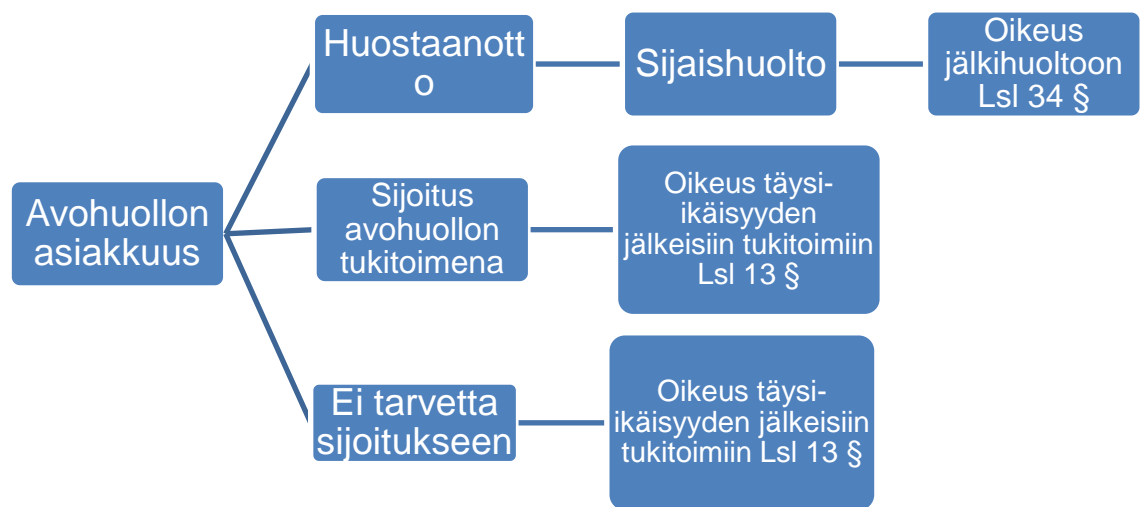 Huostaanott
o
Sijaishuolto
Oikeus
jälkihuoltoon
Lsl 34 §
Avohuollon
asiakkuus
Sijoitus
avohuollon
tukitoimena
Oikeus täysi-
ikäisyyden
jälkeisiin tukitoimiin
Lsl 13 §
Ei tarvetta
sijoitukseen
Oikeus täysi-
ikäisyyden jälkeisiin
tukitoimiin Lsl 13 §